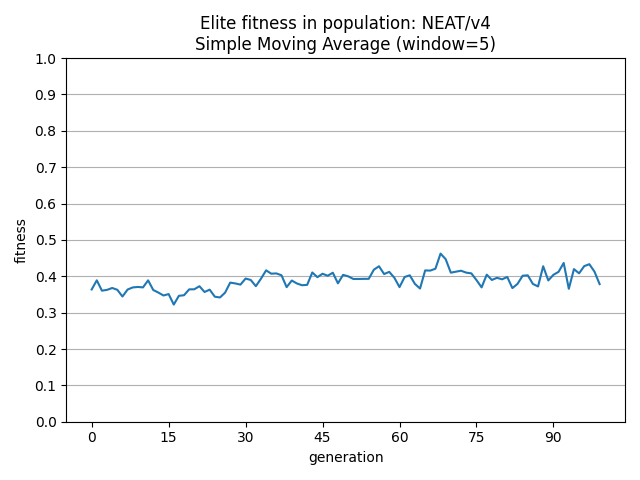 Elite fitness in population: NEAT/v4
Simple Moving Average (window=5)
1.0
0.9
0.8
0.7
0.6
0.5
0.4
0.3
0.2
0.1
0.0
fitness
0 15 30 45 60 75 90
generation